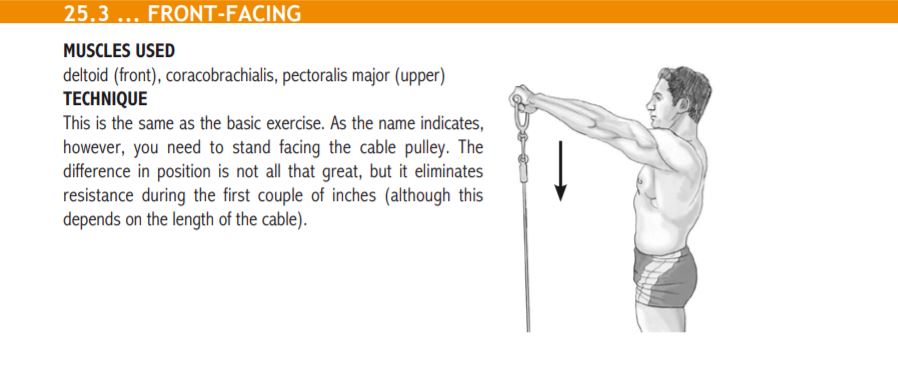 25.3 ... FRONT-FACING
MUSCLES USED
deltoid (front), coracobrachialis, pectoralis major (upper)
TECHNIQUE
This is the same as the basic exercise. As the name indicates,
however, you need to stand facing the cable pulley. The
difference in position is not all that great, but it eliminates
resistance during the first couple of inches (although this
depends on the length of the cable).